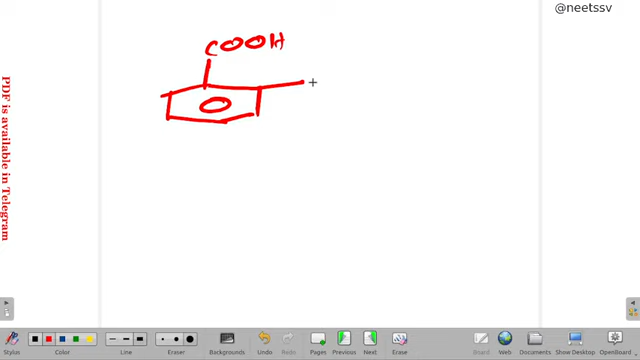 @neetssv
COOH
PDF is available in Telegram
Stylus
Color
Line
Eraser
Backgrounds
Undo
Redo
Pages
Previous
Next
Erase
Board
Web
Documents
Show Desktop
OpenBoard